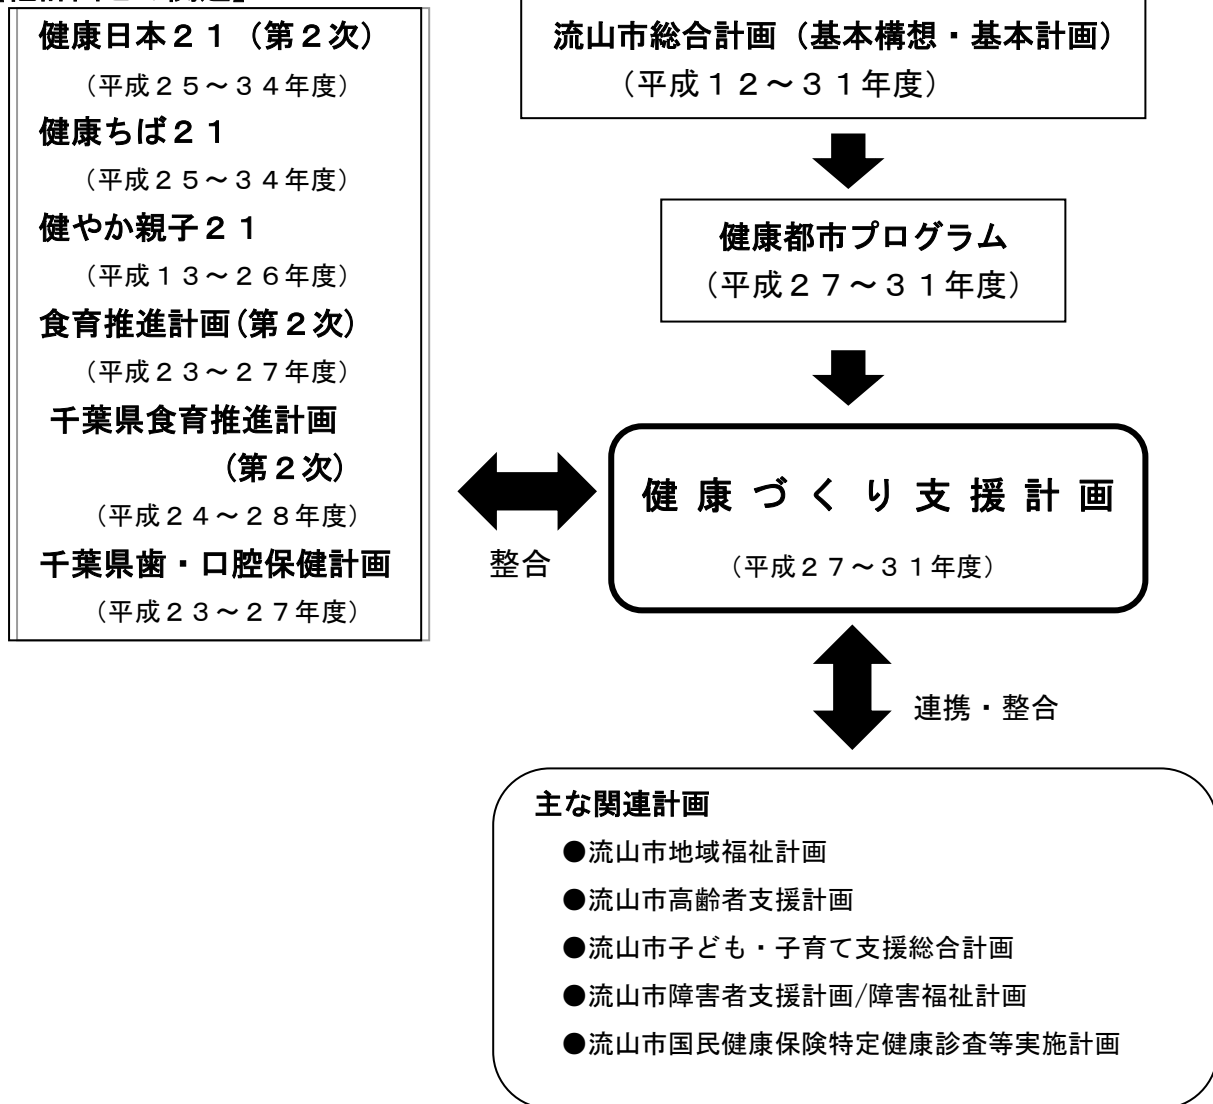 健康日本２１（第２次）
（平成２５～３４年度）
健康ちば２１
（平成２５～３４年度）
健やか親子２１
（平成１３～２６年度）
食育推進計画(第２次)
（平成２３～２７年度）
千葉県食育推進計画
(第２次)
（平成２４～２８年度）
千葉県歯・口腔保健計画
（平成２３～２７年度）
流山市総合計画（基本構想・基本計画）
（平成１２～３１年度）
健康都市プログラム
（平成２７～３１年度）
整合
健康づくり支援計画
（平成２７～３１年度）
連携・整合
主な関連計画
●流山市地域福祉計画
●流山市高齢者支援計画
●流山市子ども・子育て支援総合計画
●流山市障害者支援計画/障害福祉計画
●流山市国民健康保険特定健康診査等実施計画